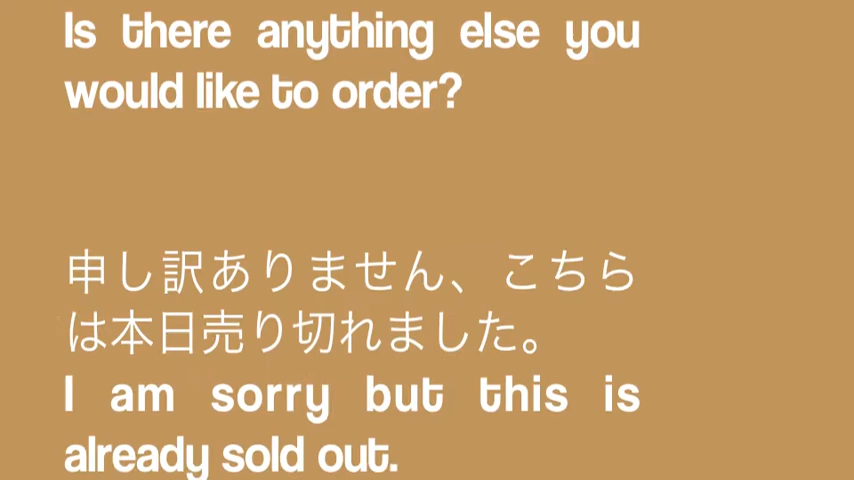 Is there anything else you
would like to order?
申し訳ありません、こちら
は本日売り切れました。
I am sorry but this is
already sold out.